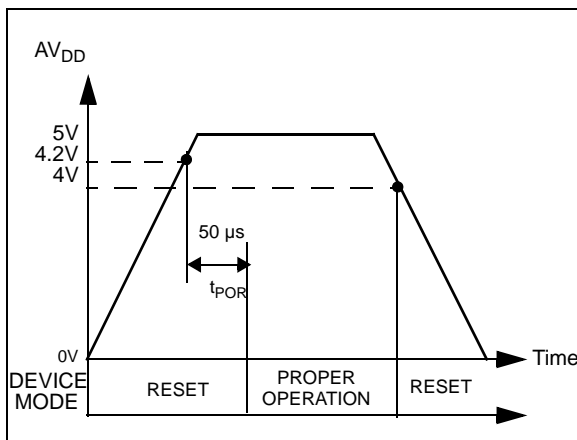 AVDD
5V
4.2V
4V
50 µs
tPOR
0V
Time
DEVICE
MODE
RESET
PROPER
OPERATION
RESET